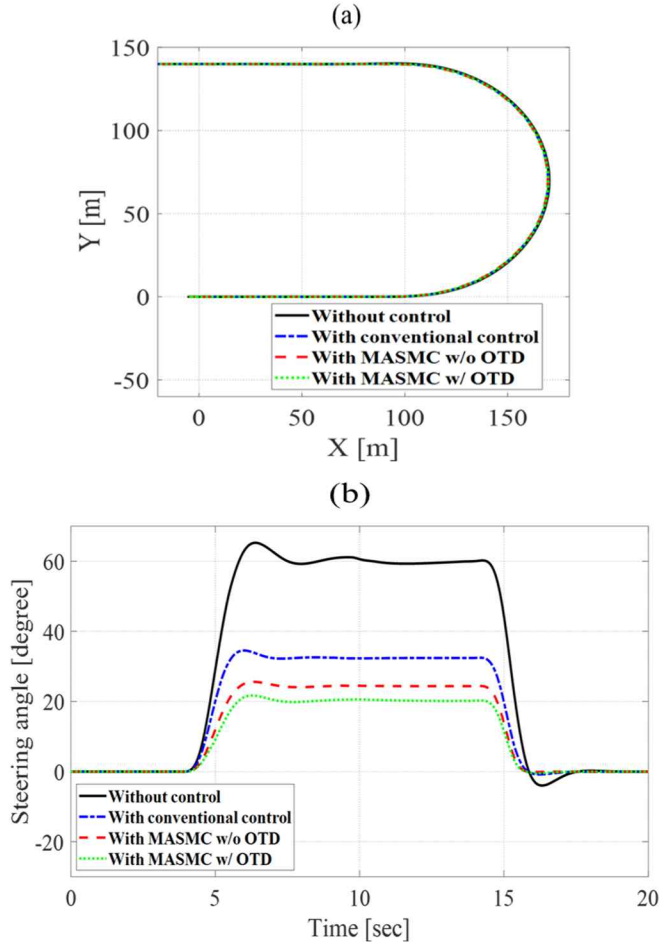 (a)
150
100
50
0
-50
Y [m]
Without control
With conventional control
With MASMC w/o OTD
With MASMC w/ OTD
0 50 100 150
X [m]
(b)
60
40
20
0
-20
Steering angle [degree]
Without control
With conventional control
With MASMC w/o OTD
With MASMC w/ OTD
0 5 10 15 20
Time [sec]